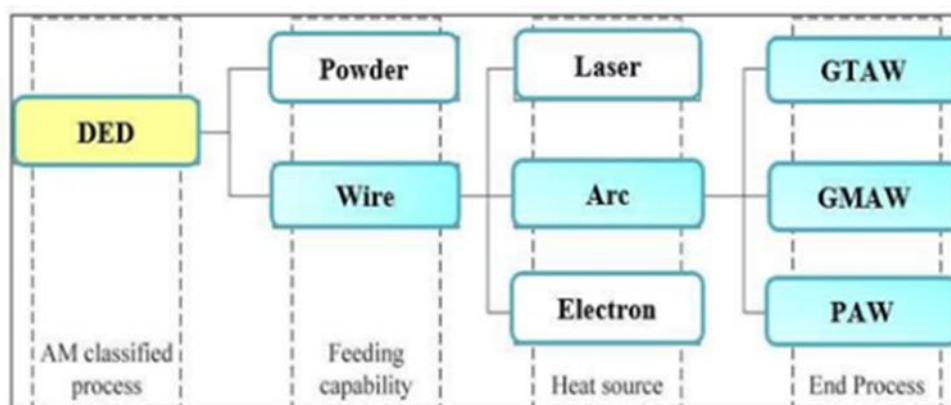 DED
Powder
Wire
Laser
Arc
Electron
GTAW
GMAW
PAW
AM classified
process
Feeding
capability
Heat source
End Process